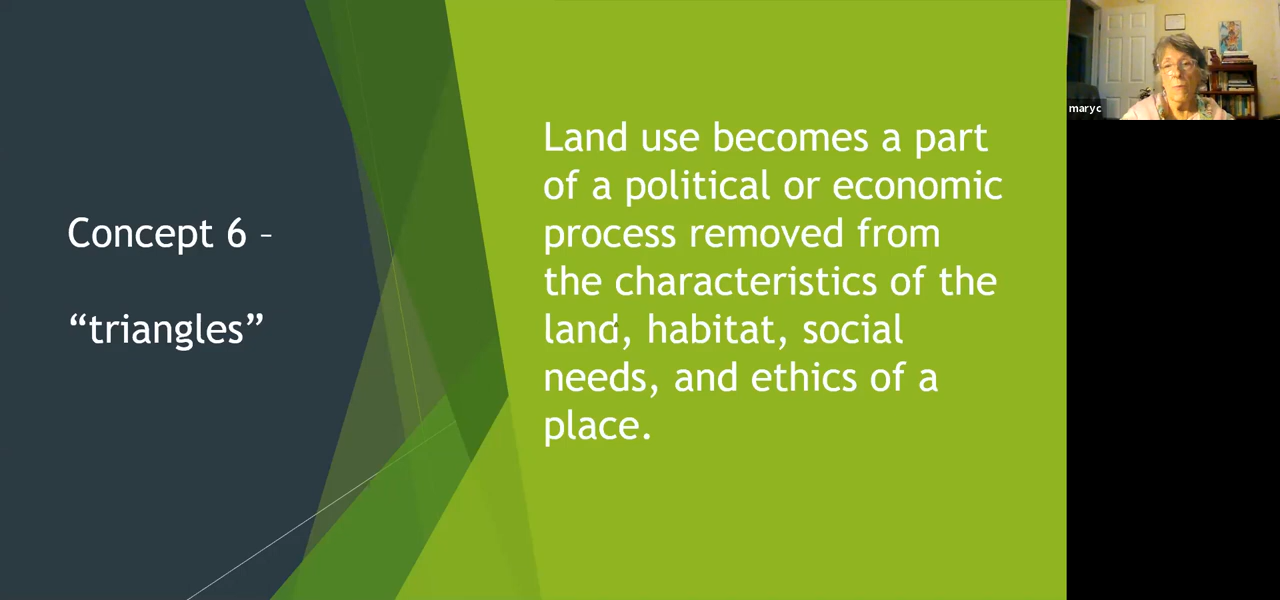 Concept 6 –
“triangles”
Land use becomes a part
of a political or economic
process removed from
the characteristics of the
land, habitat, social
needs, and ethics of a
place.
maryc